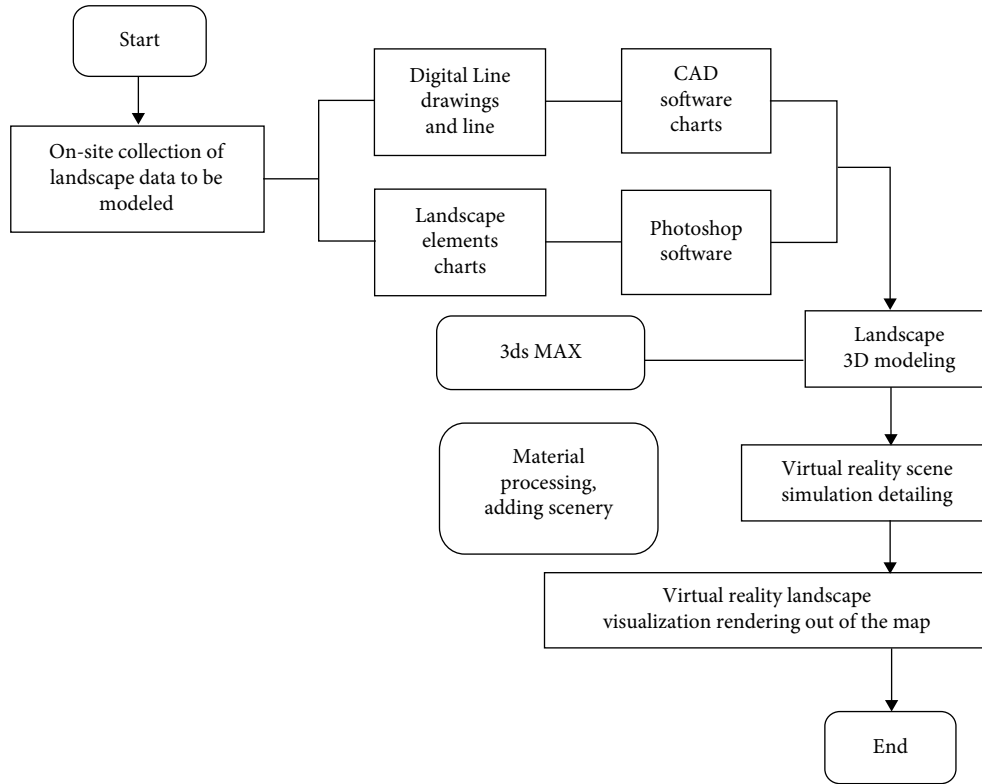 Start
On-site collection of
landscape data to be
modeled
Digital Line
drawings
and line
CAD
software
charts
Landscape
elements
charts
Photoshop
software
3ds MAX
Landscape
3D modeling
Material
processing,
adding scenery
Virtual reality scene
simulation detailing
Virtual reality landscape
visualization rendering out of the map
End